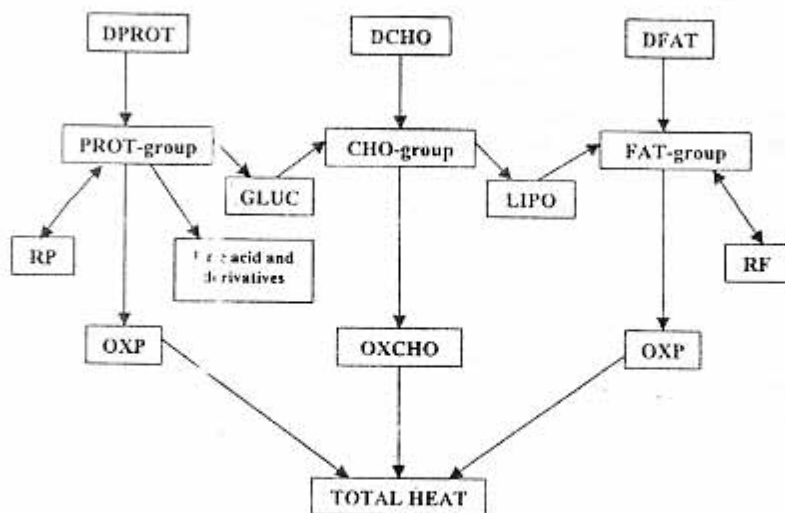 DPROT DCHO DFAT
PROT-group CHO-group FAT-group
GLUC LIPO
RP acid and RF
derivatives
OXP OXCHO OXP
TOTAL HEAT